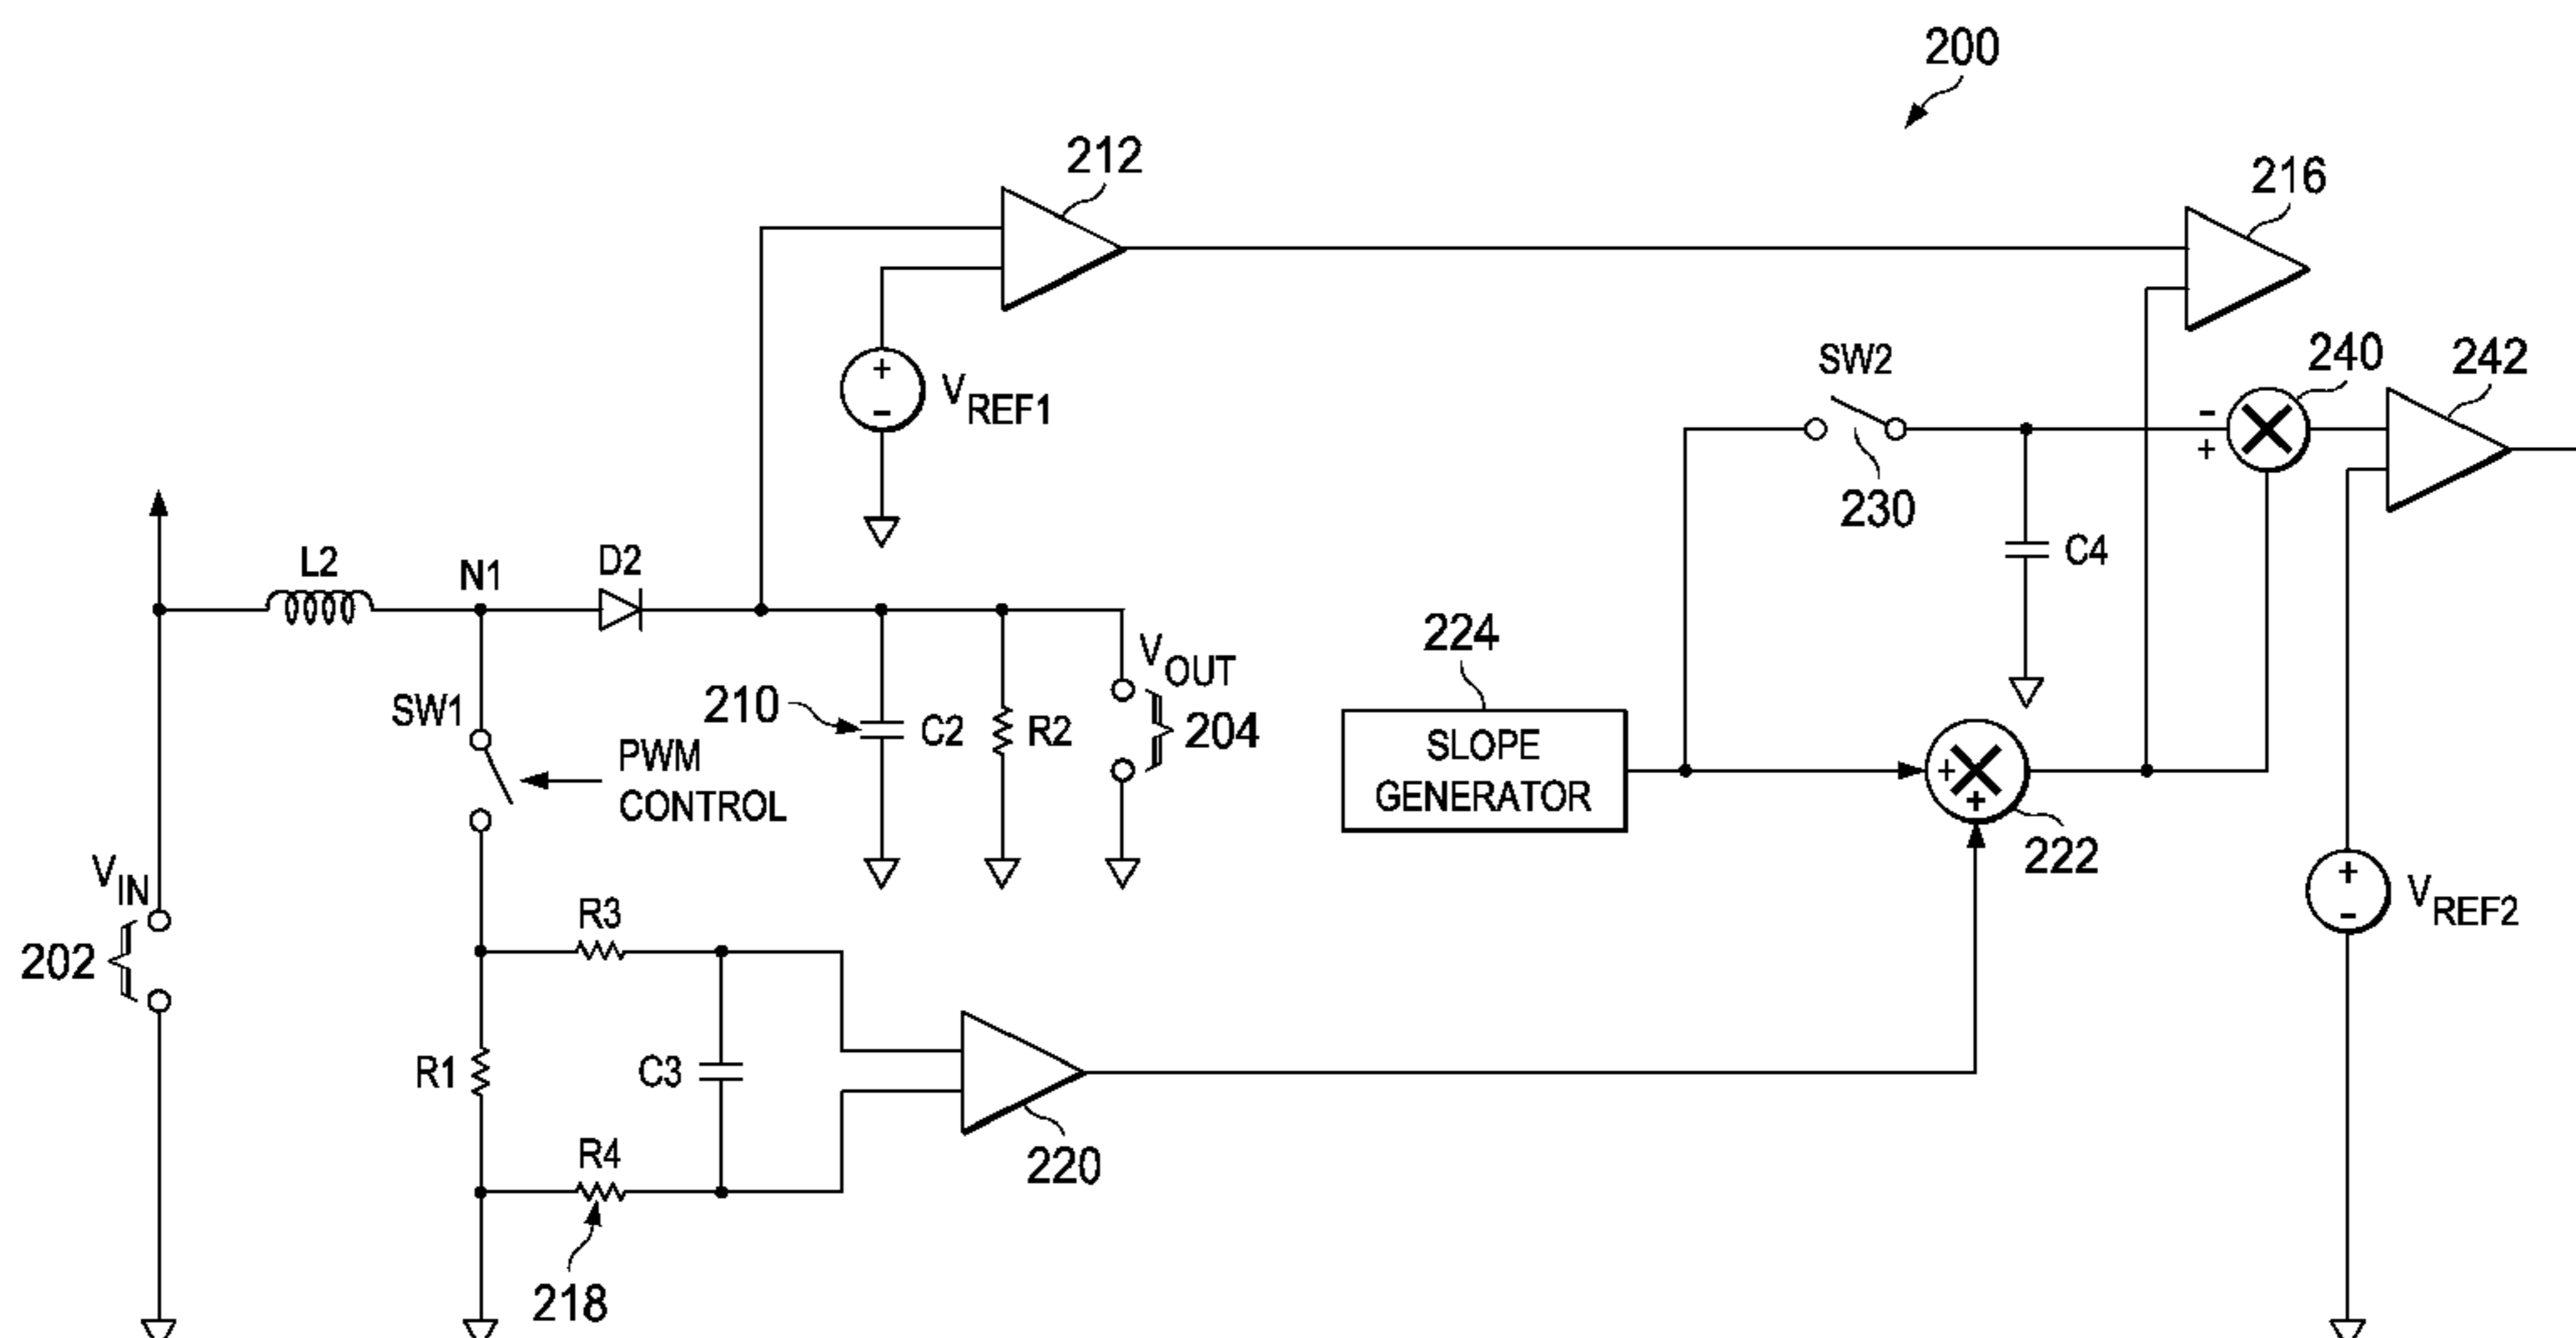 200
212
216
VREF1
SW2
240
242
230
C4
L2
N1
D2
VOUT
204
SW1
210
C2
R2
PWM
CONTROL
224
SLOPE
GENERATOR
222
VIN
202
VREF2
R3
R1
C3
R4
220
218
+
-
-
+
+
+
+
-